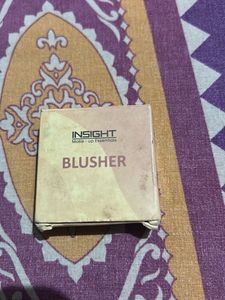 INSIGHT
Make - up Essentials
BLUSHER